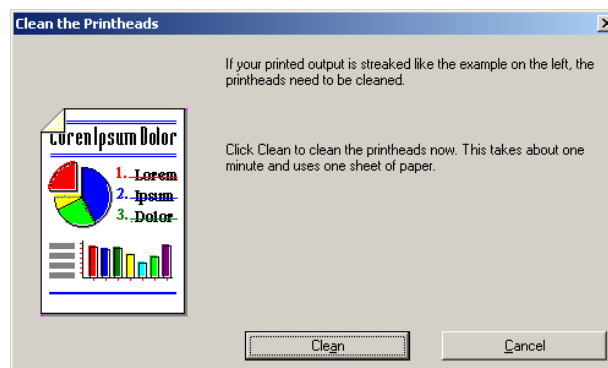 Clean the Printheads
If your printed output is streaked like the example on the left, the
printheads need to be cleaned.
Lorem Ipsum Dolor
1. Lorem
2. Ipsum
3. Dolor
Click Clean to clean the printheads now. This takes about one
minute and uses one sheet of paper.
Clean
Cancel